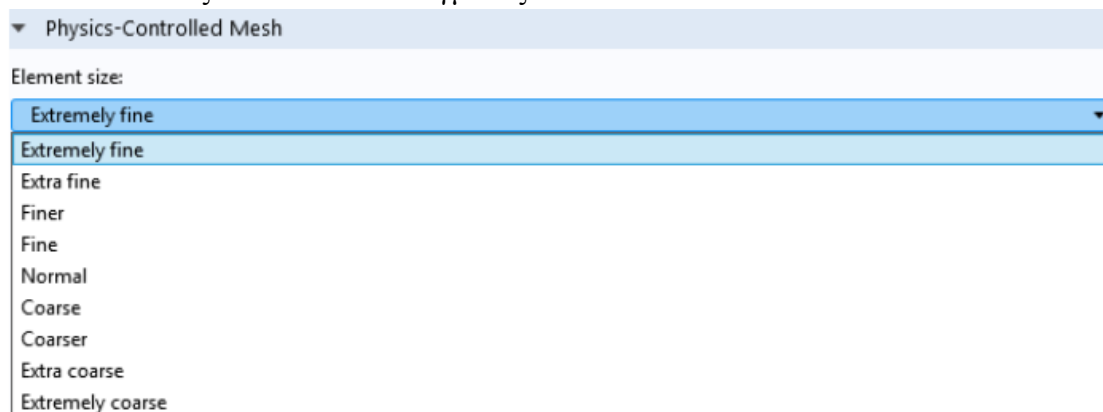 Physics-Controlled Mesh
Element size:
Extremely fine
Extremely fine
Extra fine
Finer
Fine
Normal
Coarse
Coarser
Extra coarse
Extremely coarse